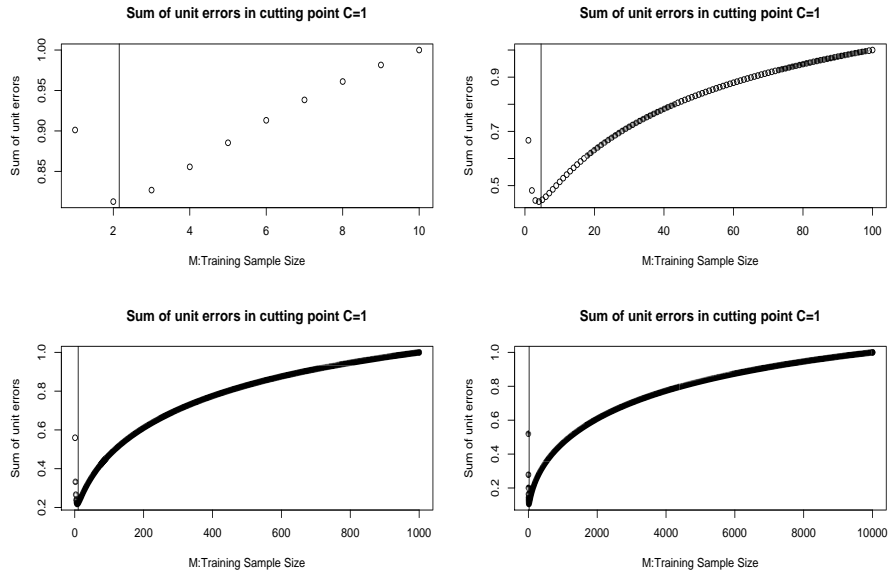 Sum of unit errors in cutting point C=1
Sum of unit errors
1.00
0.95
0.90
0.85
2 4 6 8 10
M:Training Sample Size
Sum of unit errors in cutting point C=1
Sum of unit errors
0.9
0.7
0.5
0 20 40 60 80 100
M:Training Sample Size
Sum of unit errors in cutting point C=1
Sum of unit errors
1.0
0.8
0.6
0.4
0.2
0 200 400 600 800 1000
M:Training Sample Size
Sum of unit errors in cutting point C=1
Sum of unit errors
1.0
0.8
0.6
0.4
0.2
0 2000 4000 6000 8000 10000
M:Training Sample Size